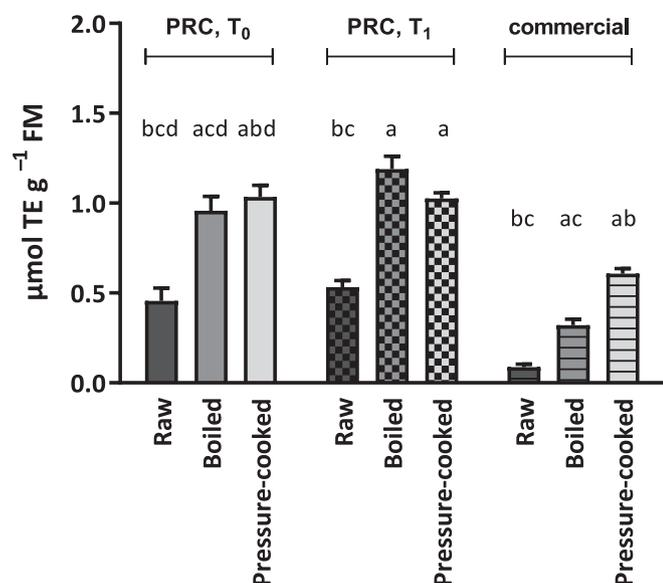 PRC, T₀ PRC, T₁ commercial
2.0
1.5
1.0
0.5
0.0
µmol TE g ⁻¹ FM
bcd acd abd bc a a bc ac ab
Raw
Boiled
Pressure-cooked
Raw
Boiled
Pressure-cooked
Raw
Boiled
Pressure-cooked